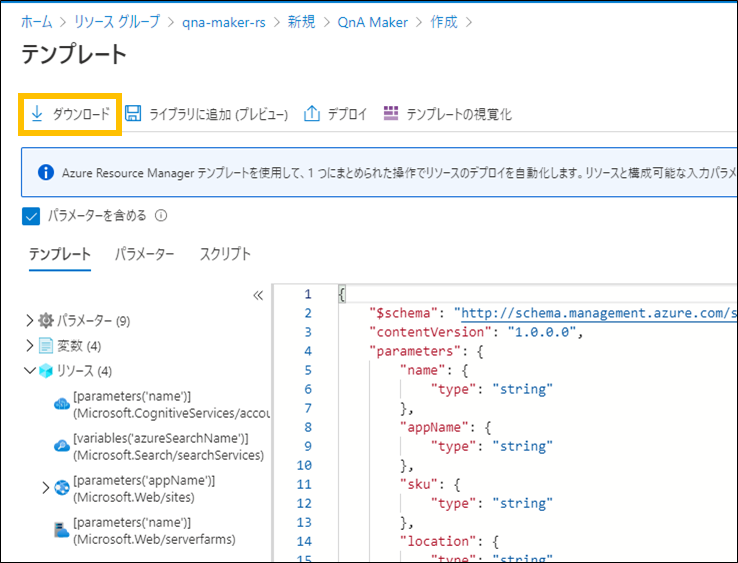 ホーム > リソース グループ > qna-maker-rs > 新規 > QnA Maker > 作成 >
テンプレート
ダウンロード ライブラリに追加 (プレビュー) デプロイ テンプレートの視覚化
Azure Resource Manager テンプレートを使用して、1 つにまとめられた操作でリソースのデプロイを自動化します。リソースと構成可能な入力パラメ
パラメーターを含める
テンプレート パラメーター スクリプト
«
パラメーター (9)
変数 (4)
リソース (4)
[parameters('name')]
(Microsoft.CognitiveServices/accou
[variables('azureSearchName')]
(Microsoft.Search/searchServices)
[parameters('appName')]
(Microsoft.Web/sites)
[parameters('name')]
(Microsoft.Web/serverfarms)
1 {
2 "$schema": "http://schema.management.azure.com/s
3 "contentVersion": "1.0.0.0",
4 "parameters": {
5 "name": {
6 "type": "string"
7 },
8 "appName": {
9 "type": "string"
10 },
11 "sku": {
12 "type": "string"
13 },
14 "location": {
15 "type": "string"